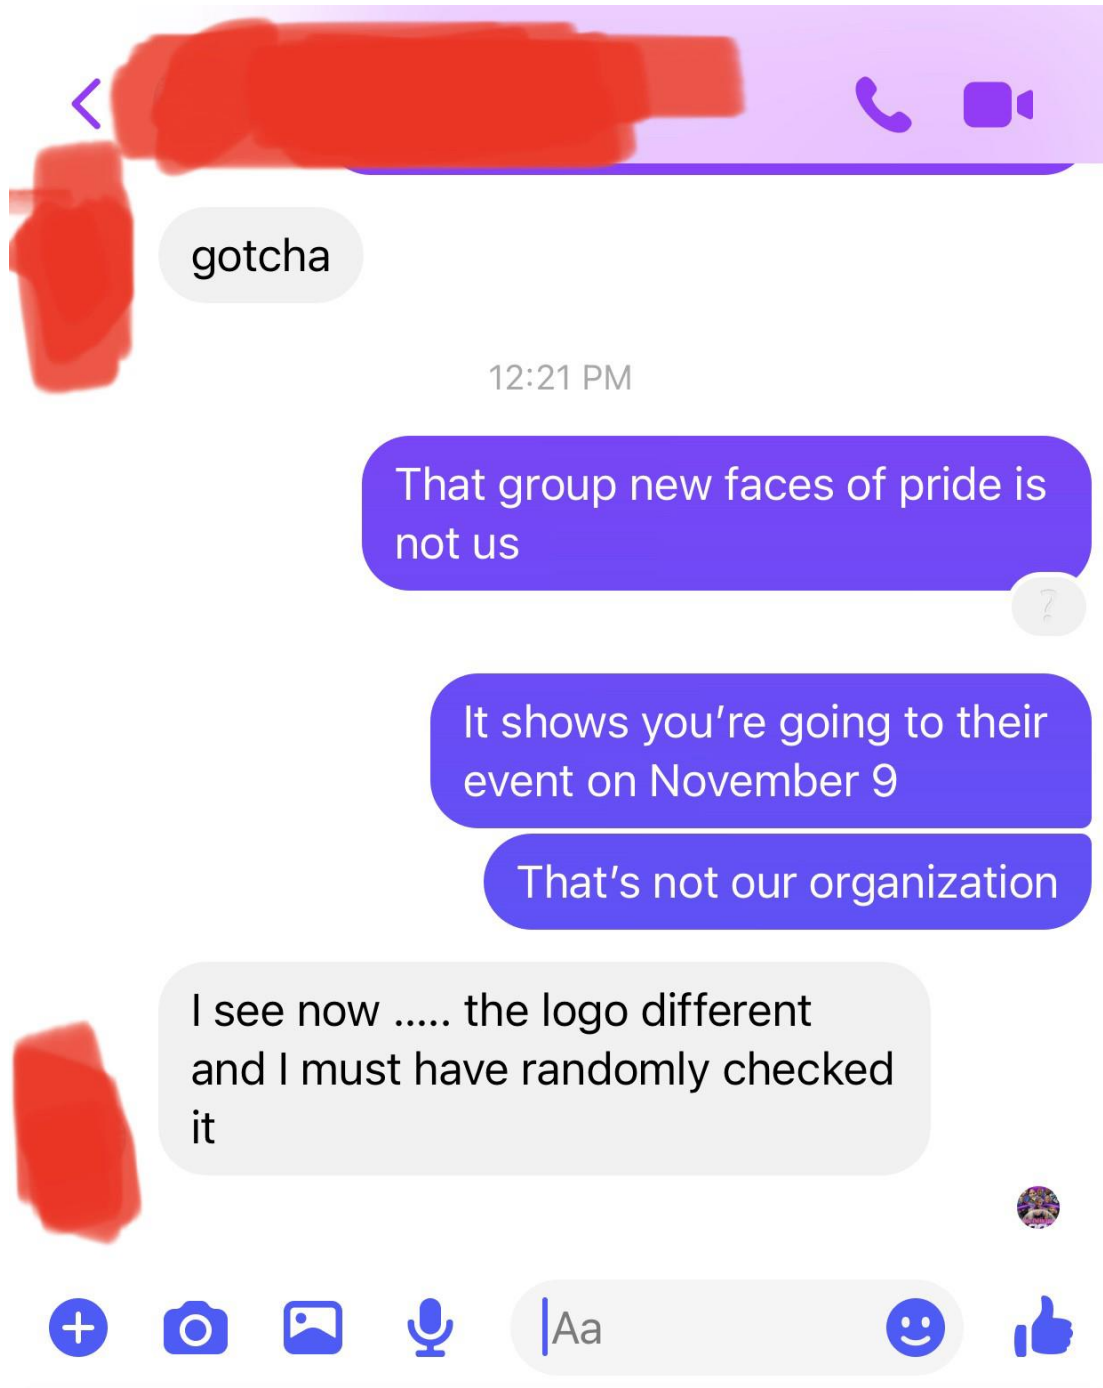 gotcha
12:21 PM
That group new faces of pride is
not us
?
It shows you're going to their
event on November 9
That's not our organization
I see now ..... the logo different
and I must have randomly checked
it
Aa